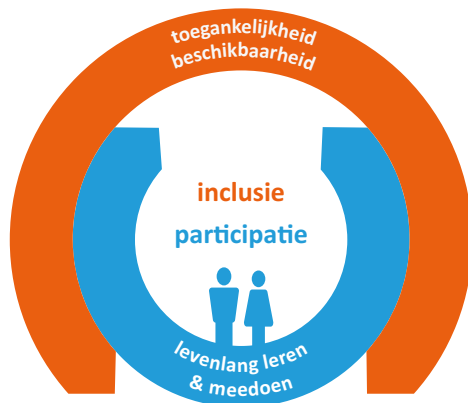 toegankelijkheid
beschikbaarheid
inclusie
participatie
levenlang leren
& meedoen